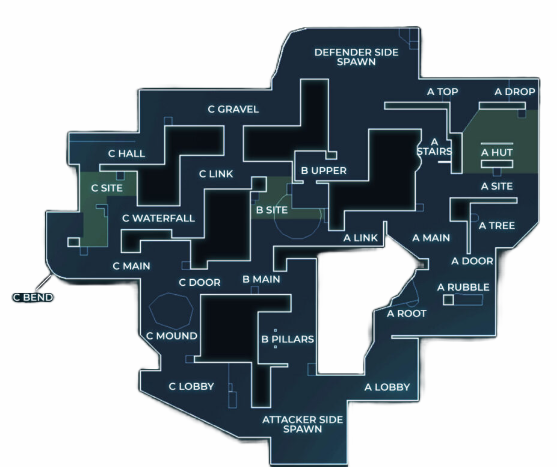 DEFENDER SIDE
SPAWN
A TOP
A DROP
C GRAVEL
A
STAIRS
A HUT
C HALL
C LINK
B UPPER
C SITE
A SITE
B SITE
C WATERFALL
A TREE
A LINK
A MAIN
C MAIN
A DOOR
C DOOR
B MAIN
A RUBBLE
C BEND
A ROOT
C MOUND
B PILLARS
C LOBBY
A LOBBY
ATTACKER SIDE
SPAWN